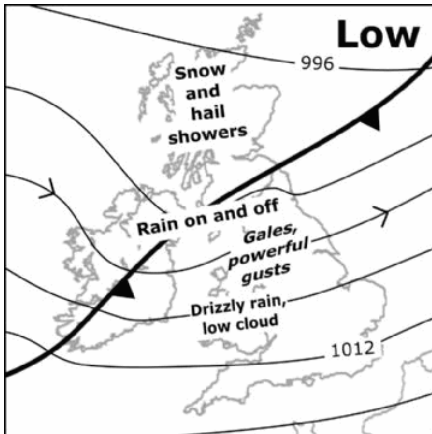 Low
996
Snow
and
hail
showers
Rain on and off
Gales,
powerful
gusts
Drizzly rain,
low cloud
1012